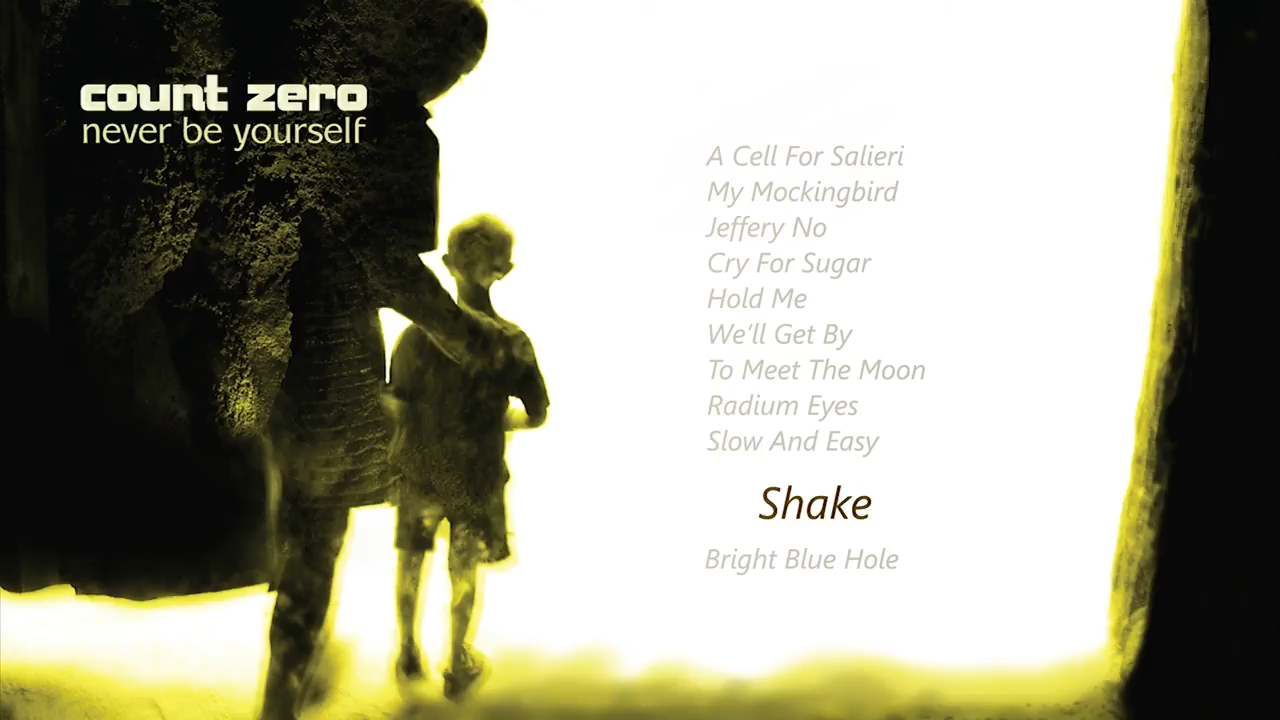 count zero
never be yourself
A Cell For Salieri
My Mockingbird
Jeffery No
Cry For Sugar
Hold Me
We'll Get By
To Meet The Moon
Radium Eyes
Slow And Easy
Shake
Bright Blue Hole